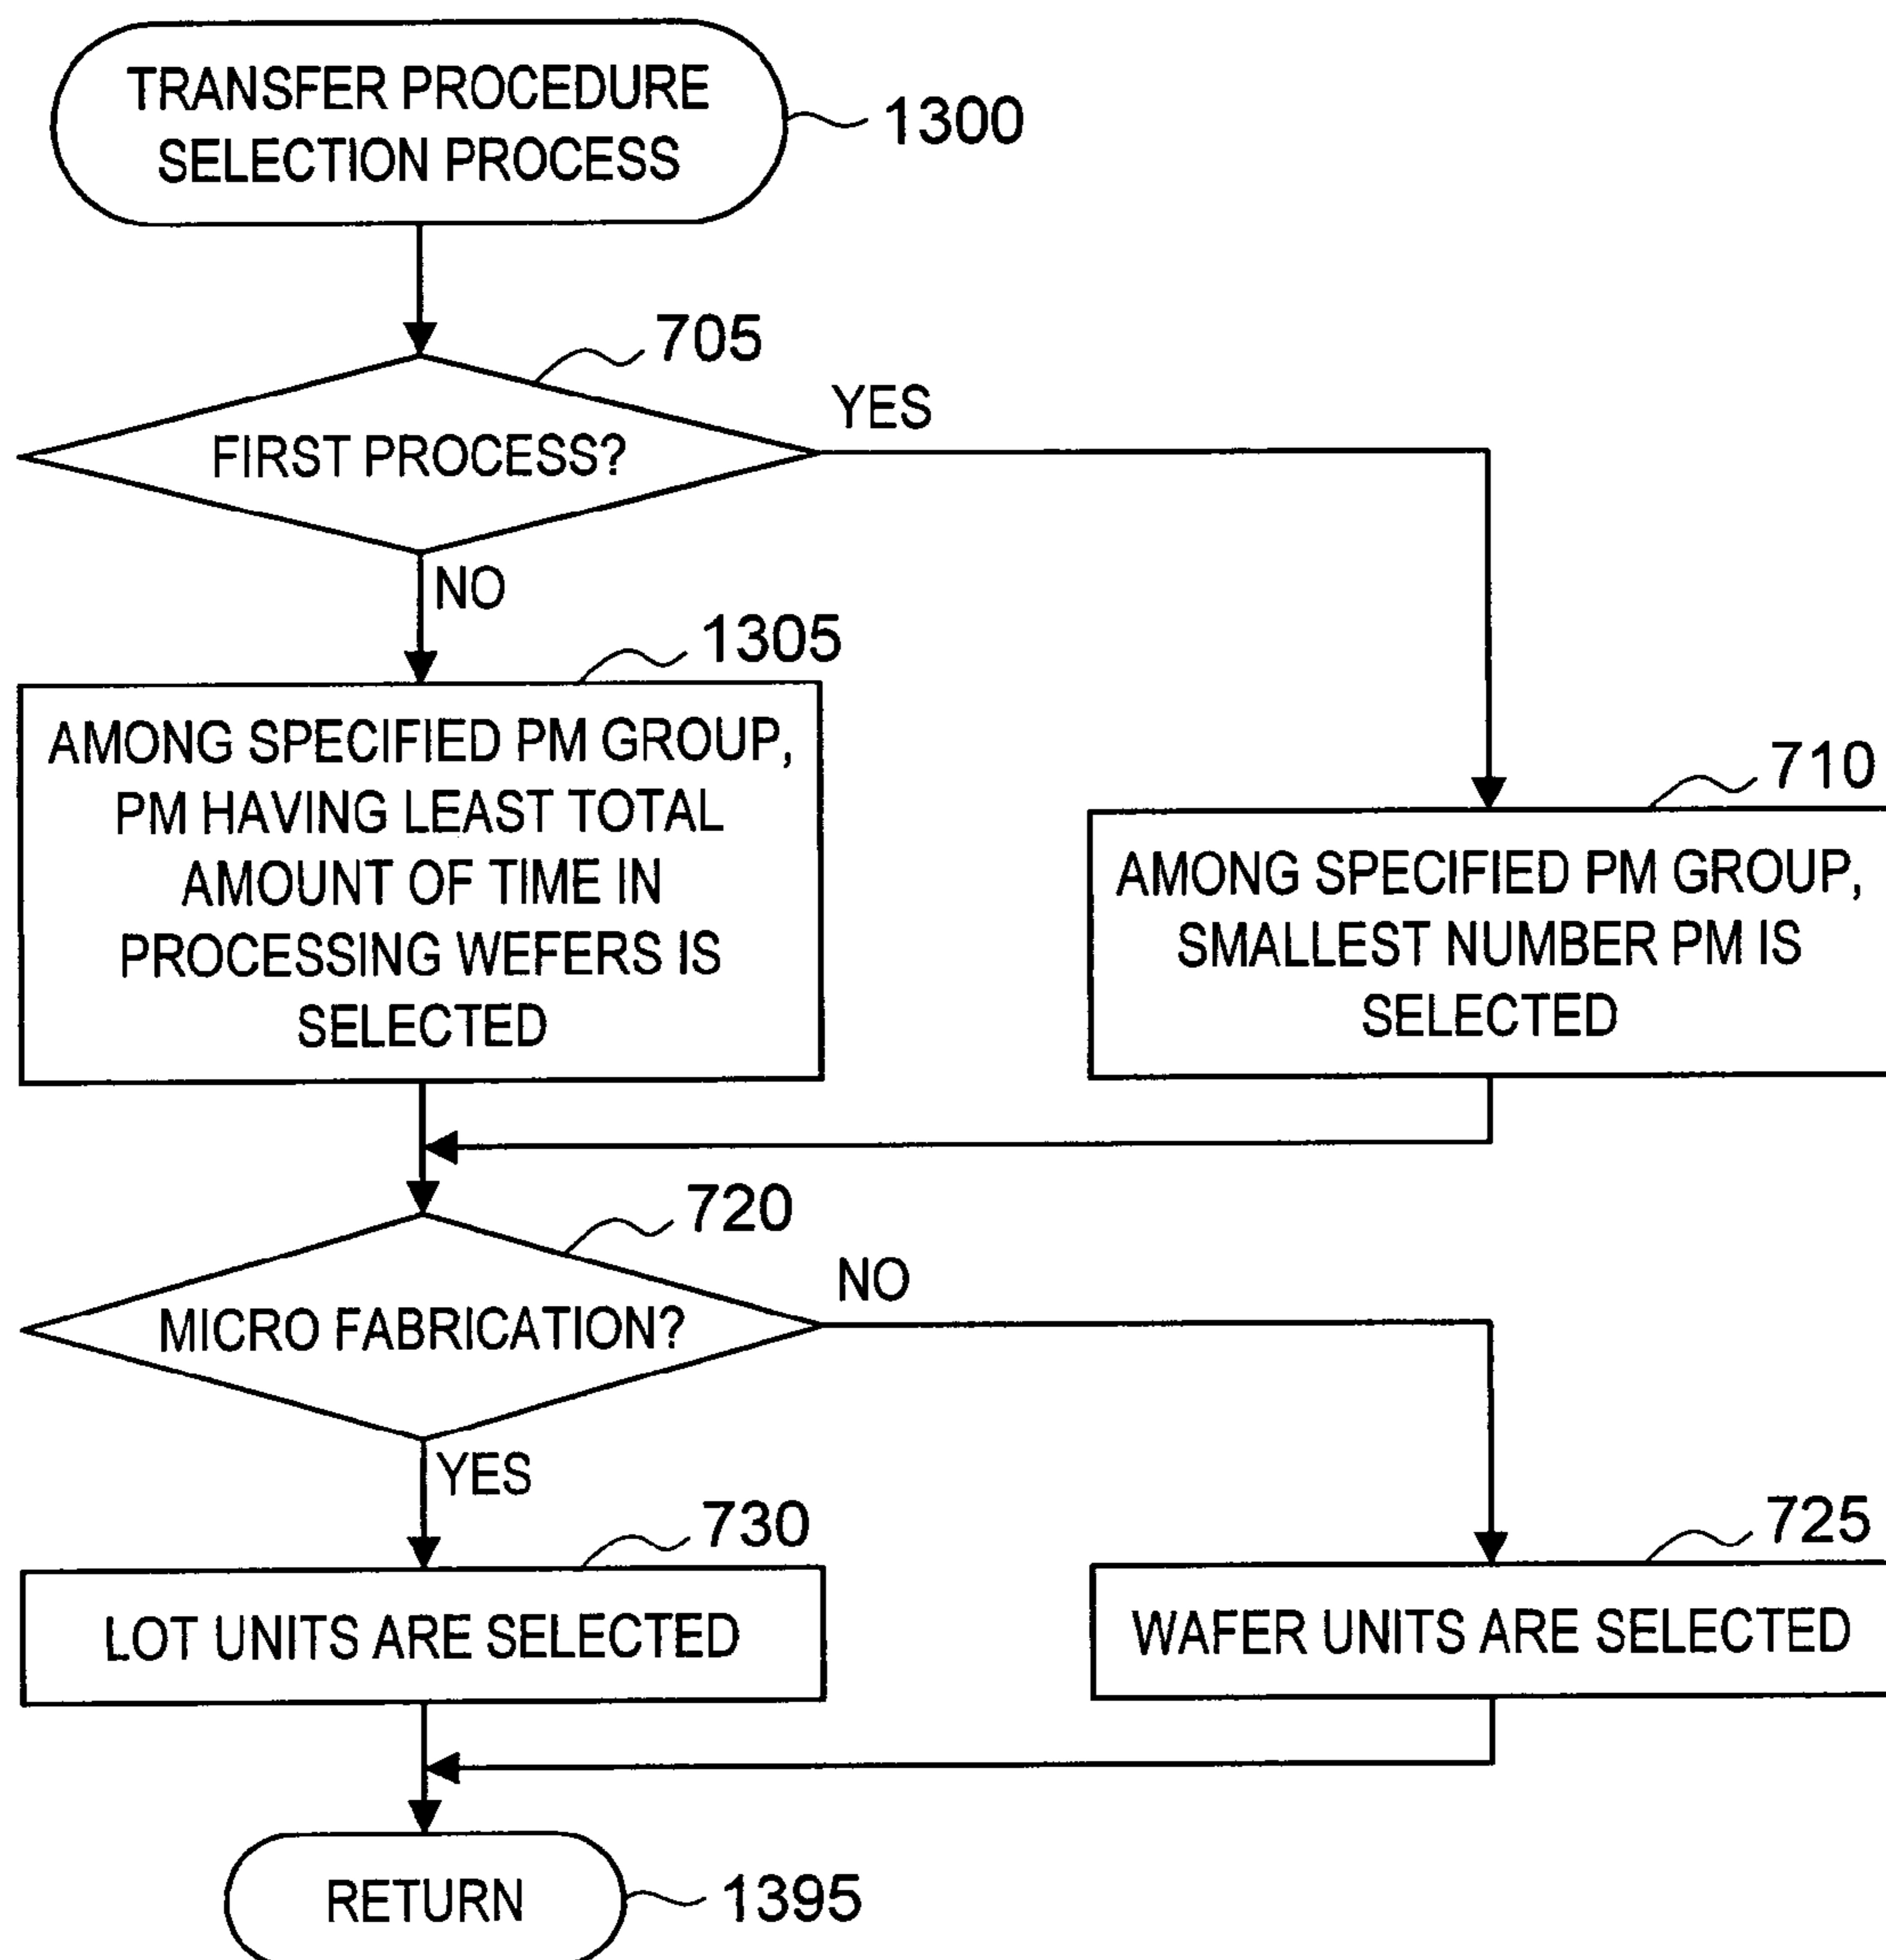 TRANSFER PROCEDURE
SELECTION PROCESS
1300
705
FIRST PROCESS?
YES
NO
1305
AMONG SPECIFIED PM GROUP,
PM HAVING LEAST TOTAL
AMOUNT OF TIME IN
PROCESSING WEFERS IS
SELECTED
710
AMONG SPECIFIED PM GROUP,
SMALLEST NUMBER PM IS
SELECTED
720
MICRO FABRICATION?
NO
YES
730
LOT UNITS ARE SELECTED
725
WAFER UNITS ARE SELECTED
RETURN
1395